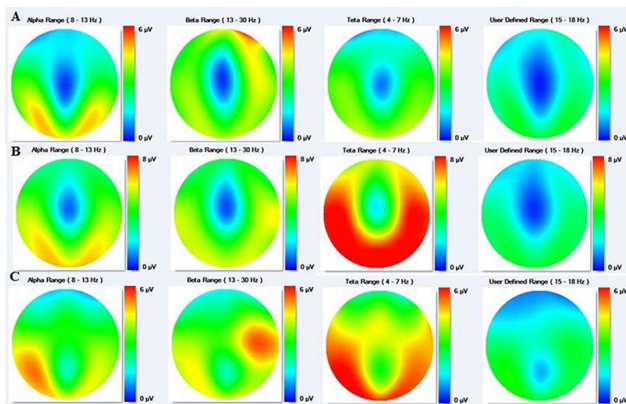 A
Alpha Range ( 8 - 13 Hz )
6 µV
0 µV
Beta Range ( 13 - 30 Hz )
6 µV
0 µV
Teta Range ( 4 - 7 Hz )
6 µV
0 µV
User Defined Range ( 15 - 18 Hz )
6 µV
0 µV
B
Alpha Range ( 8 - 13 Hz )
8 µV
0 µV
Beta Range ( 13 - 30 Hz )
8 µV
0 µV
Teta Range ( 4 - 7 Hz )
8 µV
0 µV
User Defined Range ( 15 - 18 Hz )
8 µV
0 µV
C
Alpha Range ( 8 - 13 Hz )
6 µV
0 µV
Beta Range ( 13 - 30 Hz )
6 µV
0 µV
Teta Range ( 4 - 7 Hz )
6 µV
0 µV
User Defined Range ( 15 - 18 Hz )
6 µV
0 µV